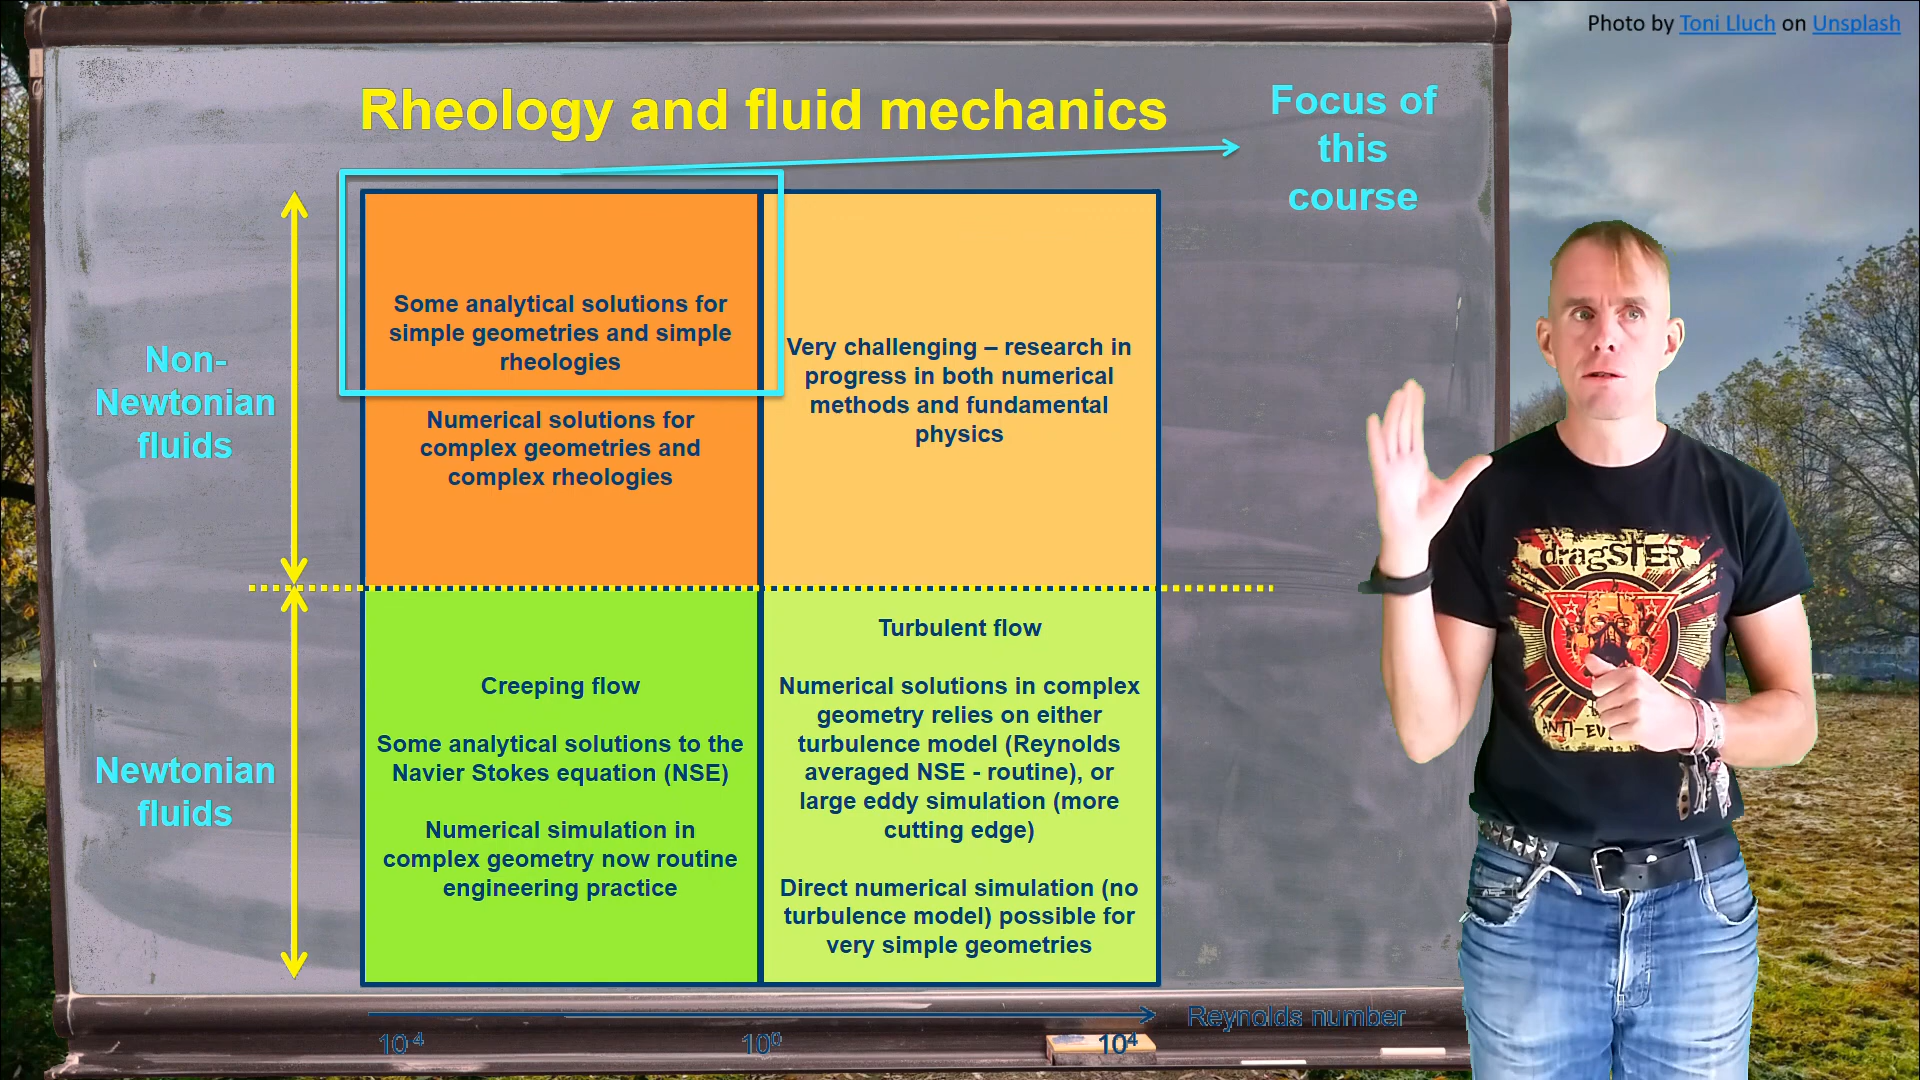 Photo by Toni Lluch on Unsplash
Rheology and fluid mechanics
Focus of
this
course
Non-
Newtonian
fluids
Some analytical solutions for
simple geometries and simple
rheologies
Numerical solutions for
complex geometries and
complex rheologies
Very challenging – research in
progress in both numerical
methods and fundamental
physics
Newtonian
fluids
Creeping flow
Some analytical solutions to the
Navier Stokes equation (NSE)
Numerical simulation in
complex geometry now routine
engineering practice
Turbulent flow
Numerical solutions in complex
geometry relies on either
turbulence model (Reynolds
averaged NSE - routine), or
large eddy simulation (more
cutting edge)
Direct numerical simulation (no
turbulence model) possible for
very simple geometries
Reynolds number
10⁻⁴
10⁰
10⁴
dragSTER